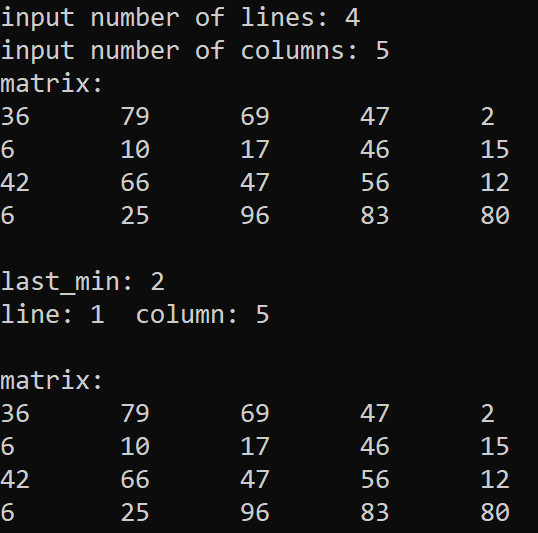 input number of lines: 4
input number of columns: 5
matrix:
36 79 69 47 2
6 10 17 46 15
42 66 47 56 12
6 25 96 83 80
last_min: 2
line: 1 column: 5
matrix:
36 79 69 47 2
6 10 17 46 15
42 66 47 56 12
6 25 96 83 80